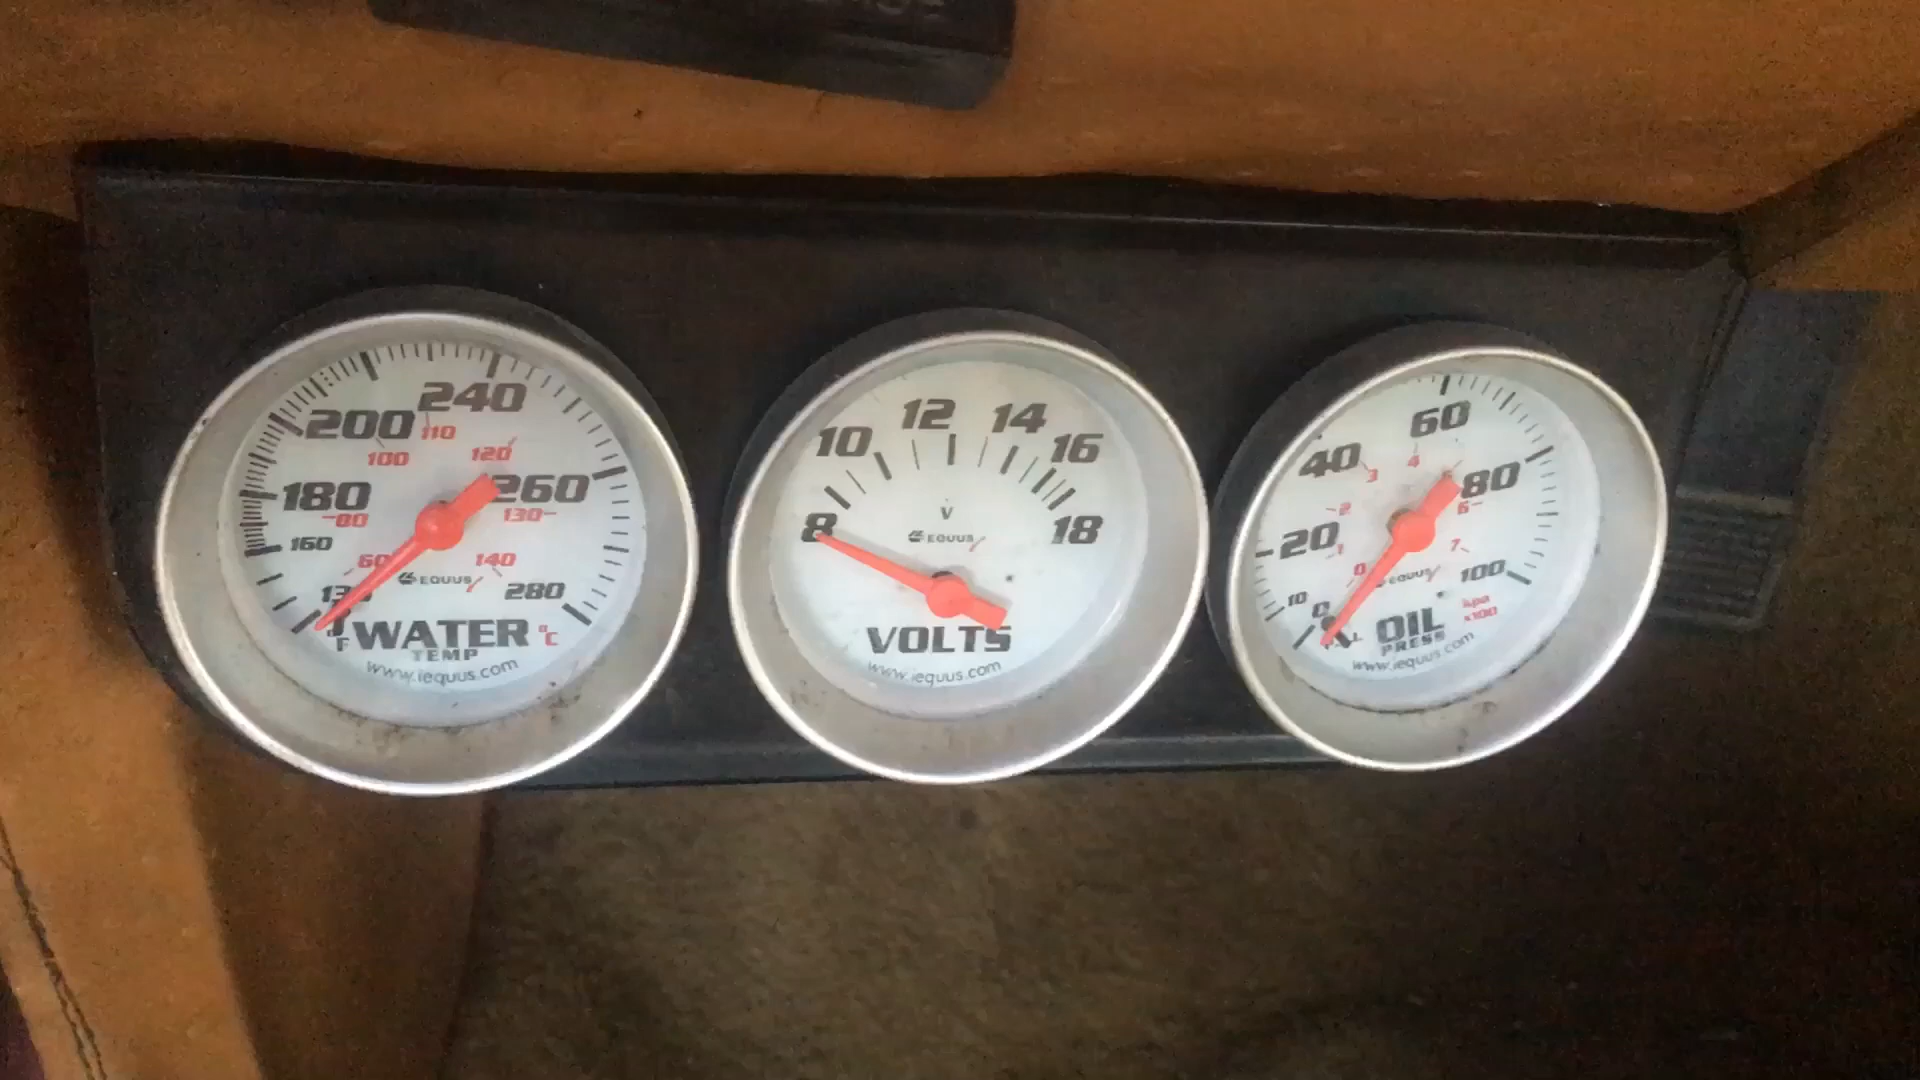 240
200
110
100
120
180
260
80
130
160
60
140
EQUUS
280
°F WATER °C
TEMP
www.iequus.com
12
14
10
16
8
18
V
EQUUS
VOLTS
www.iequus.com
60
40
4
3
80
2
6
20
1
7
0
100
EQUUS
10
0
kpa
x100
OIL
PRESS
www.iequus.com